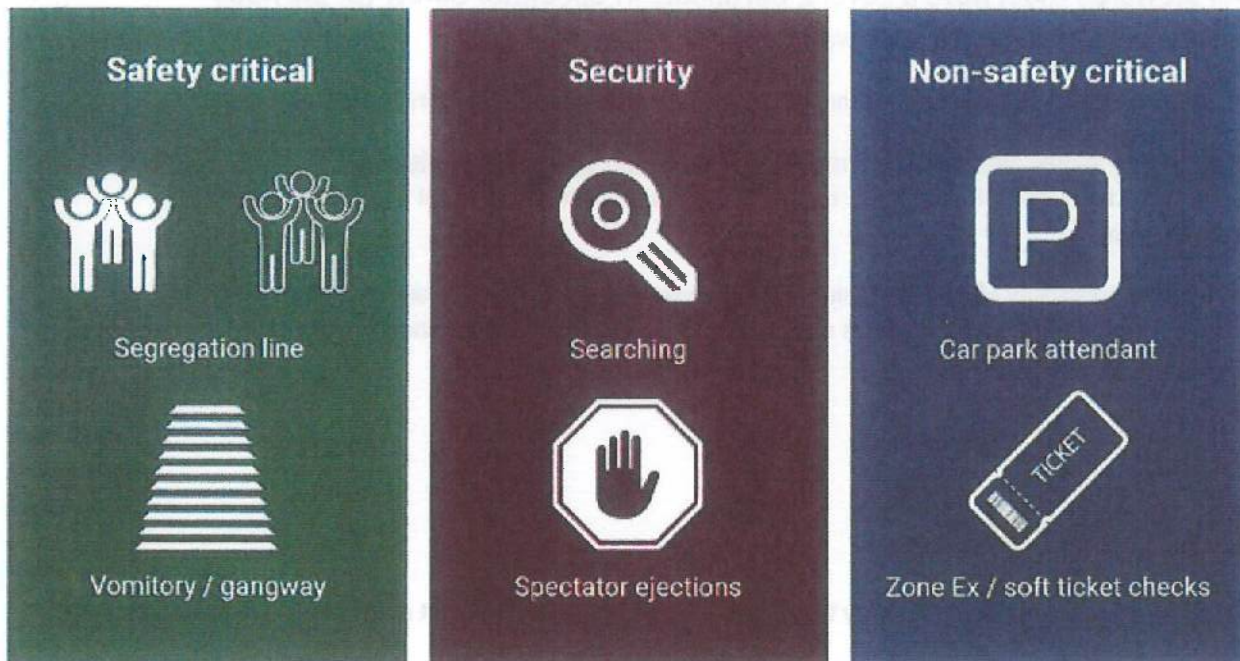 Safety critical
Segregation line
Vomitory / gangway
Security
Searching
Spectator ejections
Non-safety critical
P
Car park attendant
TICKET
Zone Ex / soft ticket checks